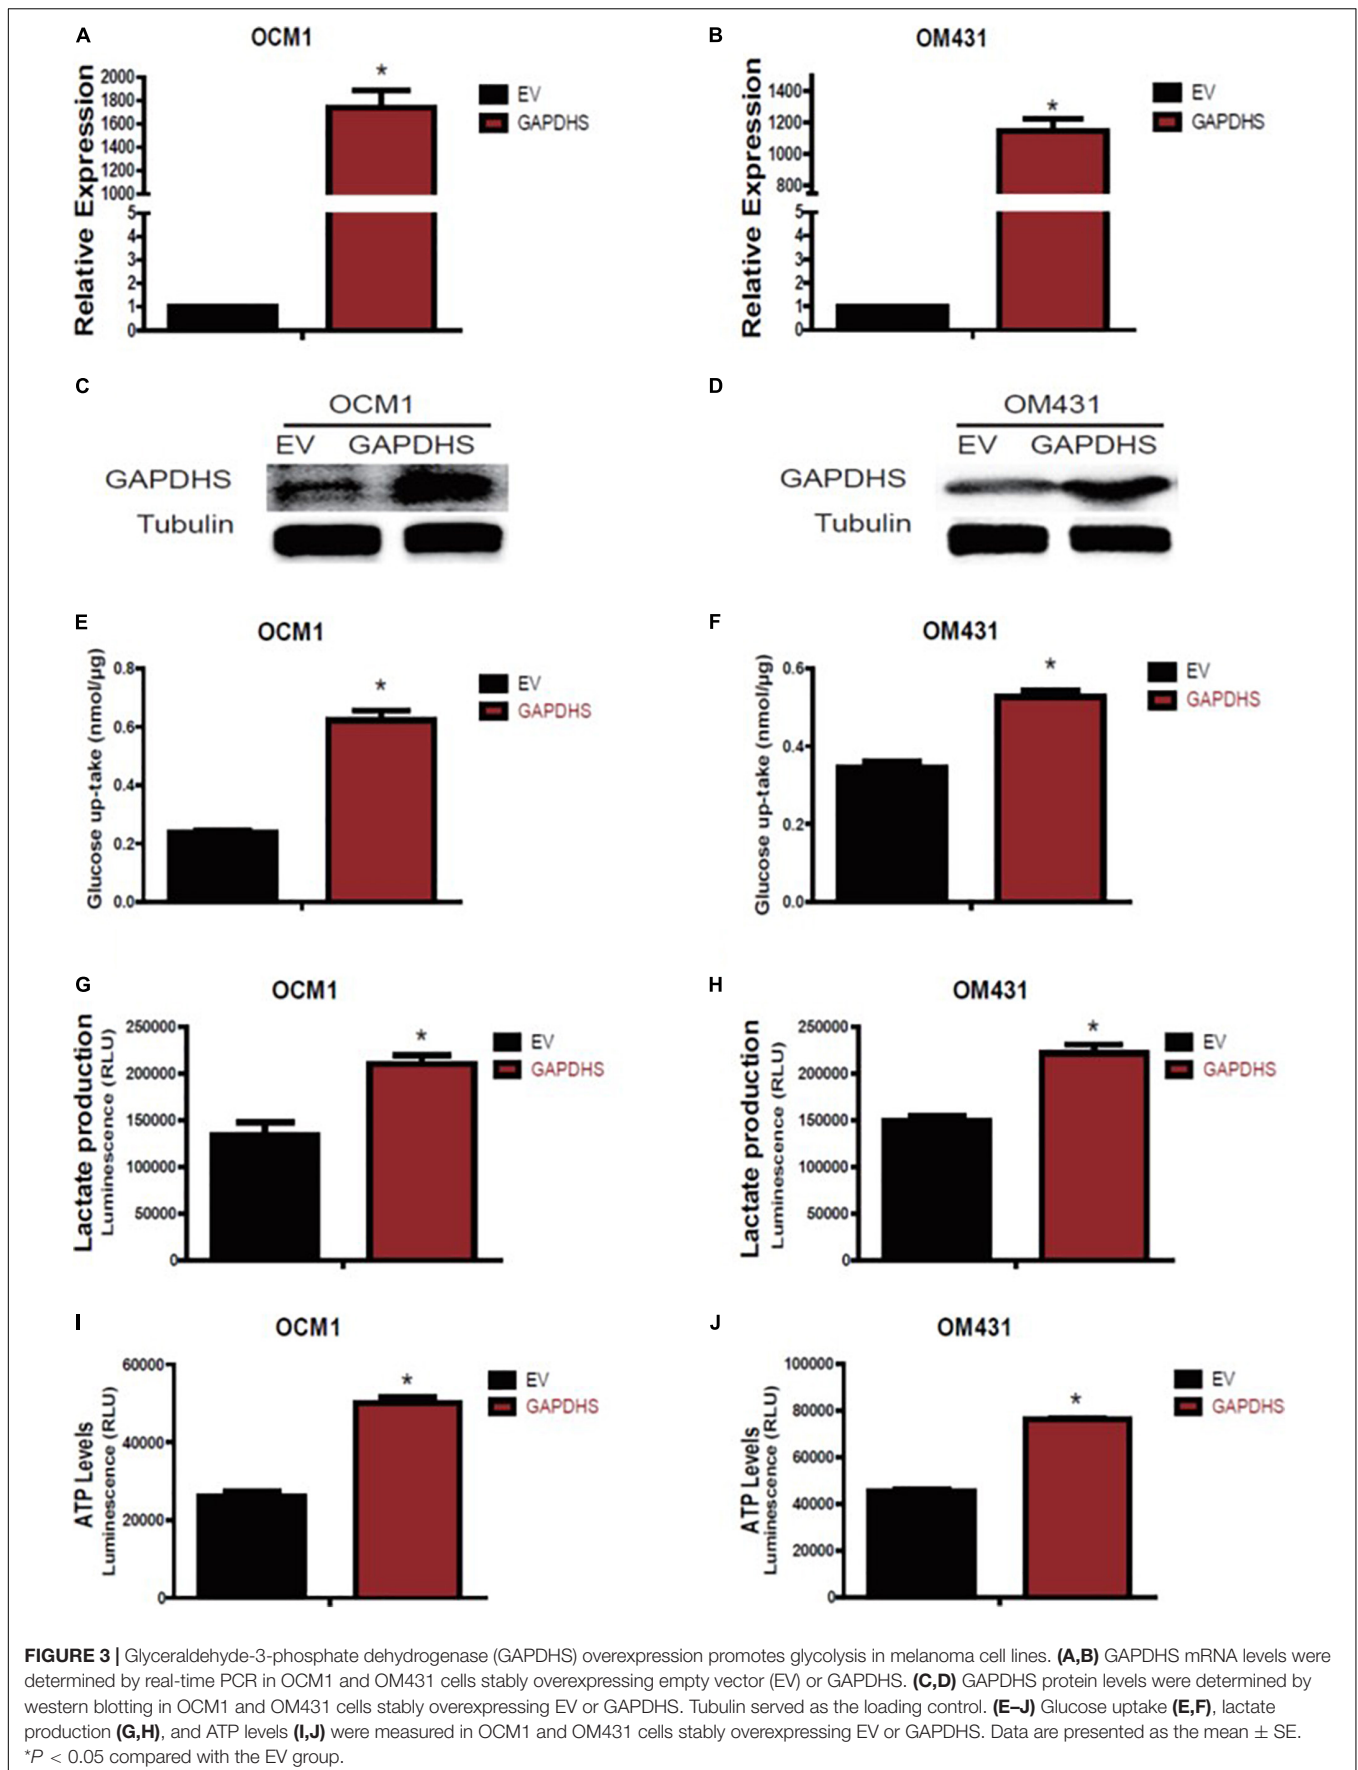 A
OCM1
*
Relative Expression
2000
1800
1600
1400
1200
1000
5
4
3
2
1
0
EV
GAPDHS
B
OM431
*
Relative Expression
1400
1200
1000
800
5
4
3
2
1
0
EV
GAPDHS
C
OCM1
EV GAPDHS
GAPDHS
Tubulin
D
OM431
EV GAPDHS
GAPDHS
Tubulin
E
OCM1
*
Glucose up-take (nmol/µg)
0.8
0.6
0.4
0.2
0.0
EV
GAPDHS
F
OM431
*
Glucose up-take (nmol/µg)
0.6
0.4
0.2
0.0
EV
GAPDHS
G
OCM1
*
Lactate production
Luminescence (RLU)
250000
200000
150000
100000
50000
0
EV
GAPDHS
H
OM431
*
Lactate production
Luminescence (RLU)
250000
200000
150000
100000
50000
0
EV
GAPDHS
I
OCM1
*
ATP Levels
Luminescence (RLU)
60000
40000
20000
0
EV
GAPDHS
J
OM431
*
ATP Levels
Luminescence (RLU)
100000
80000
60000
40000
20000
0
EV
GAPDHS
FIGURE 3 | Glyceraldehyde-3-phosphate dehydrogenase (GAPDHS) overexpression promotes glycolysis in melanoma cell lines. (A,B) GAPDHS mRNA levels were
determined by real-time PCR in OCM1 and OM431 cells stably overexpressing empty vector (EV) or GAPDHS. (C,D) GAPDHS protein levels were determined by
western blotting in OCM1 and OM431 cells stably overexpressing EV or GAPDHS. Tubulin served as the loading control. (E–J) Glucose uptake (E,F), lactate
production (G,H), and ATP levels (I,J) were measured in OCM1 and OM431 cells stably overexpressing EV or GAPDHS. Data are presented as the mean ± SE.
*P < 0.05 compared with the EV group.